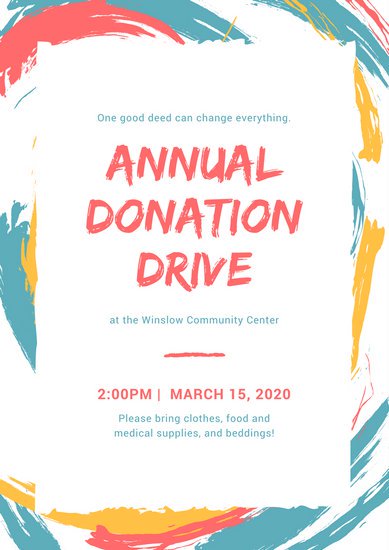 One good deed can change everything.
ANNUAL
DONATION
DRIVE
at the Winslow Community Center
2:00PM | MARCH 15, 2020
Please bring clothes, food and
medical supplies, and beddings!